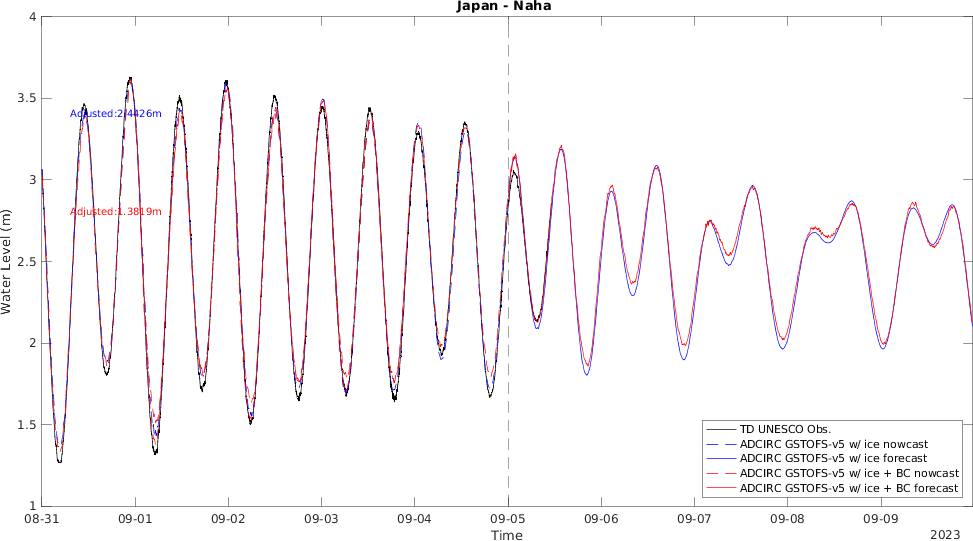 Japan - Naha
Water Level (m)
4
3.5
3
2.5
2
1.5
1
Adjusted:2.4426m
Adjusted:1.3819m
TD UNESCO Obs.
ADCIRC GSTOFS-v5 w/ ice nowcast
ADCIRC GSTOFS-v5 w/ ice forecast
ADCIRC GSTOFS-v5 w/ ice + BC nowcast
ADCIRC GSTOFS-v5 w/ ice + BC forecast
08-31 09-01 09-02 09-03 09-04 09-05 09-06 09-07 09-08 09-09
Time
2023